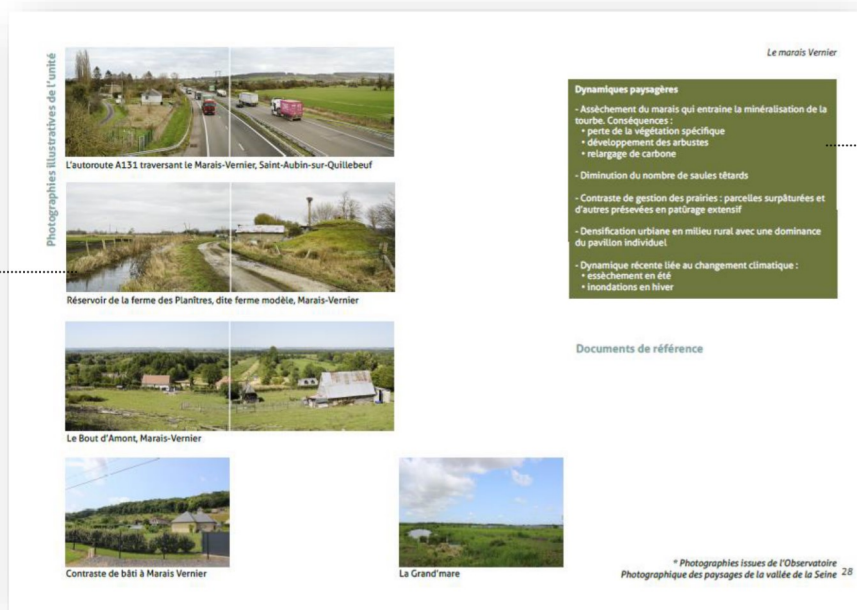 Photographies illustratives de l'unité
Le marais Vernier
L'autoroute A131 traversant le Marais-Vernier, Saint-Aubin-sur-Quillebeuf
Réservoir de la ferme des Planîtres, dite ferme modèle, Marais-Vernier
Le Bout d'Amont, Marais-Vernier
Contraste de bâti à Marais Vernier
La Grand'mare
Dynamiques paysagères
- Assèchement du marais qui entraine la minéralisation de la
tourbe. Conséquences :
• perte de la végétation spécifique
• développement des arbustes
• relargage de carbone
- Diminution du nombre de saules têtards
- Contraste de gestion des prairies : parcelles surpâturées et
d'autres présevées en patûrage extensif
- Densification urbiane en milieu rural avec une dominance
du pavillon individuel
- Dynamique récente liée au changement climatique :
• essèchement en été
• inondations en hiver
Documents de référence
* Photographies issues de l'Observatoire
Photographique des paysages de la vallée de la Seine
28